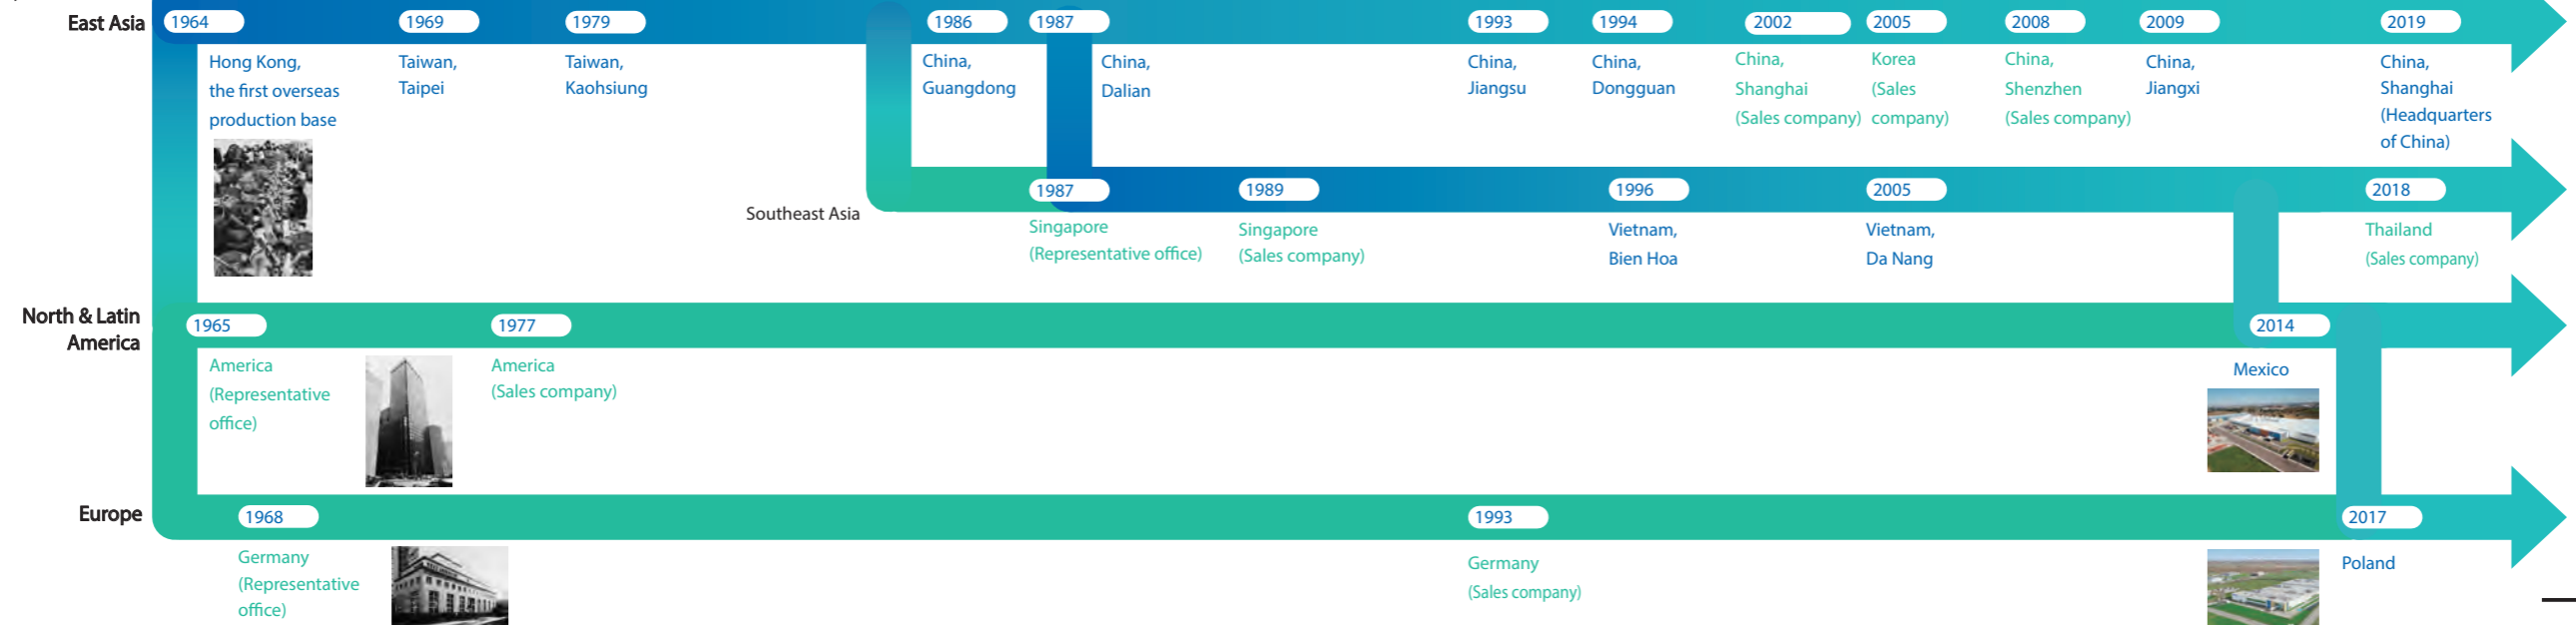 East Asia
1964
1969
1979
1986
1987
1993
1994
2002
2005
2008
2009
2019
Hong Kong,
the first overseas
production base
Taiwan,
Taipei
Taiwan,
Kaohsiung
China,
Guangdong
China,
Dalian
China,
Jiangsu
China,
Dongguan
China,
Shanghai
(Sales company)
Korea
(Sales
company)
China,
Shenzhen
(Sales company)
China,
Jiangxi
China,
Shanghai
(Headquarters
of China)
Southeast Asia
1987
1989
1996
2005
2018
Singapore
(Representative office)
Singapore
(Sales company)
Vietnam,
Bien Hoa
Vietnam,
Da Nang
Thailand
(Sales company)
North & Latin
America
1965
1977
2014
America
(Representative
office)
America
(Sales company)
Mexico
Europe
1968
1993
2017
Germany
(Representative
office)
Germany
(Sales company)
Poland